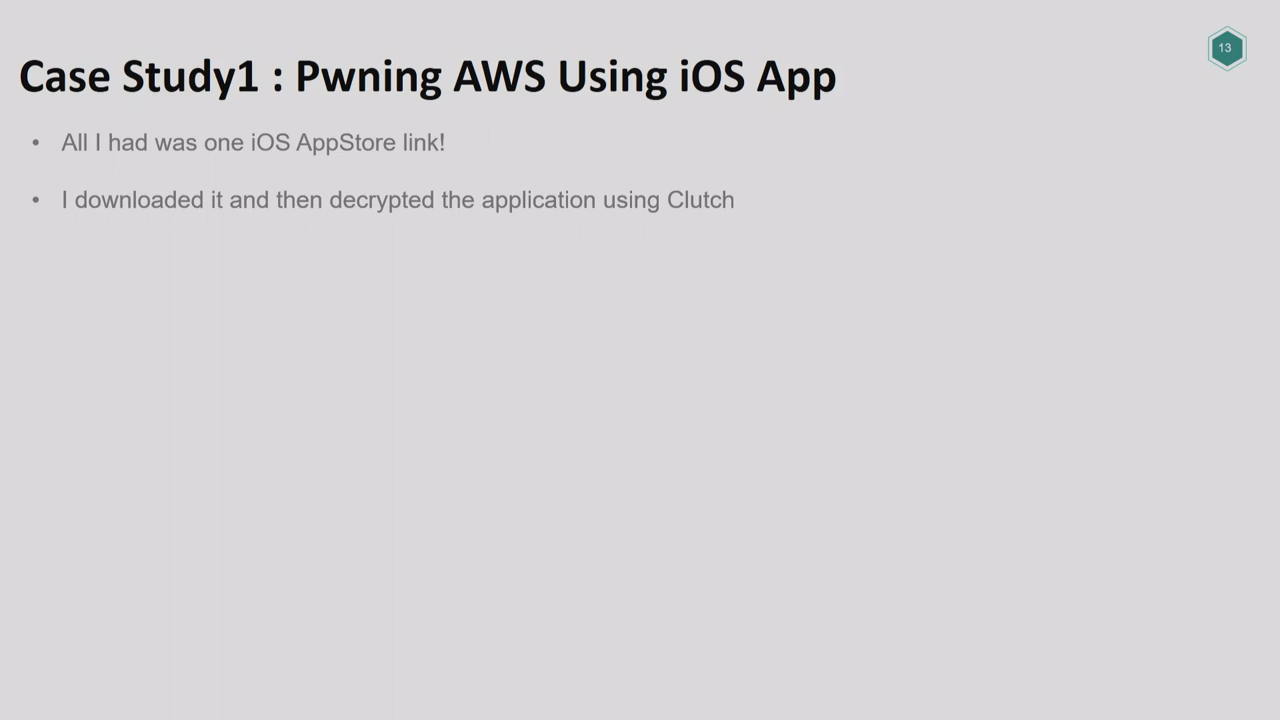 13
Case Study1 : Pwning AWS Using iOS App
• All I had was one iOS AppStore link!
• I downloaded it and then decrypted the application using Clutch